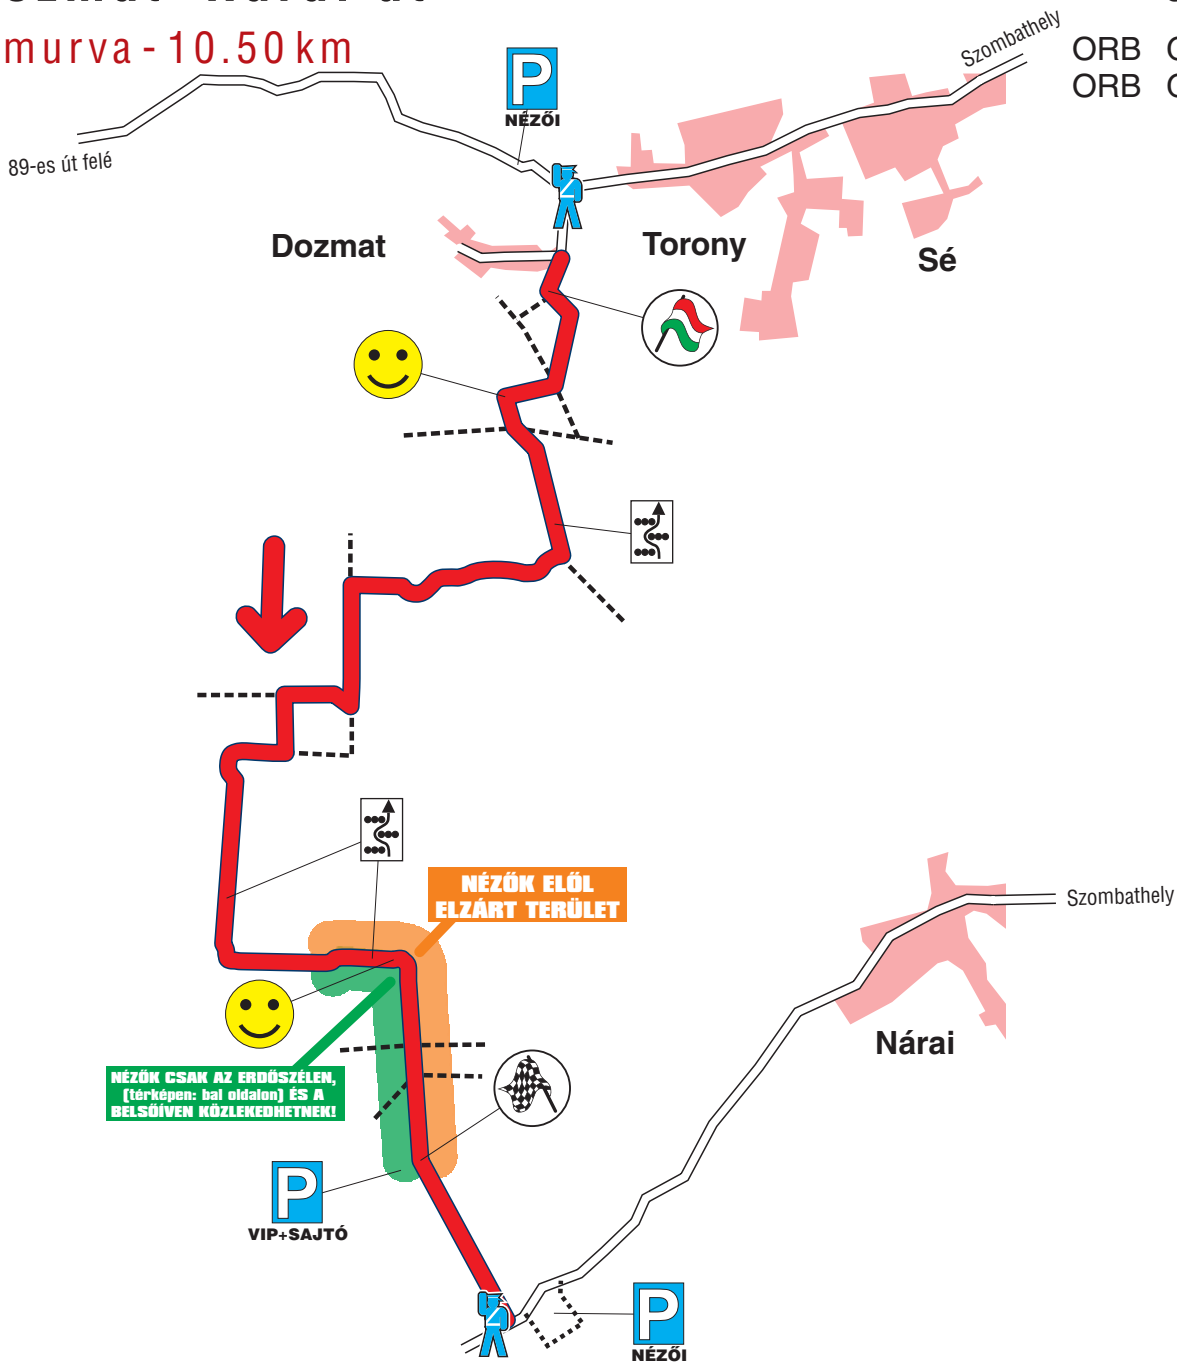 murva - 10.50 km
Szombathely
ORB
ORB
P
NÉZŐI
89-es út felé
Dozmat
Torony
Sé
NÉZŐK ELŐL
ELZÁRT TERÜLET
Szombathely
Nárai
NÉZŐK CSAK AZ ERDŐSZÉLEN,
(térképen: bal oldalon) ÉS A
BELSŐÍVEN KÖZLEKEDHETNEK!
P
VIP+SAJTÓ
P
NÉZŐI